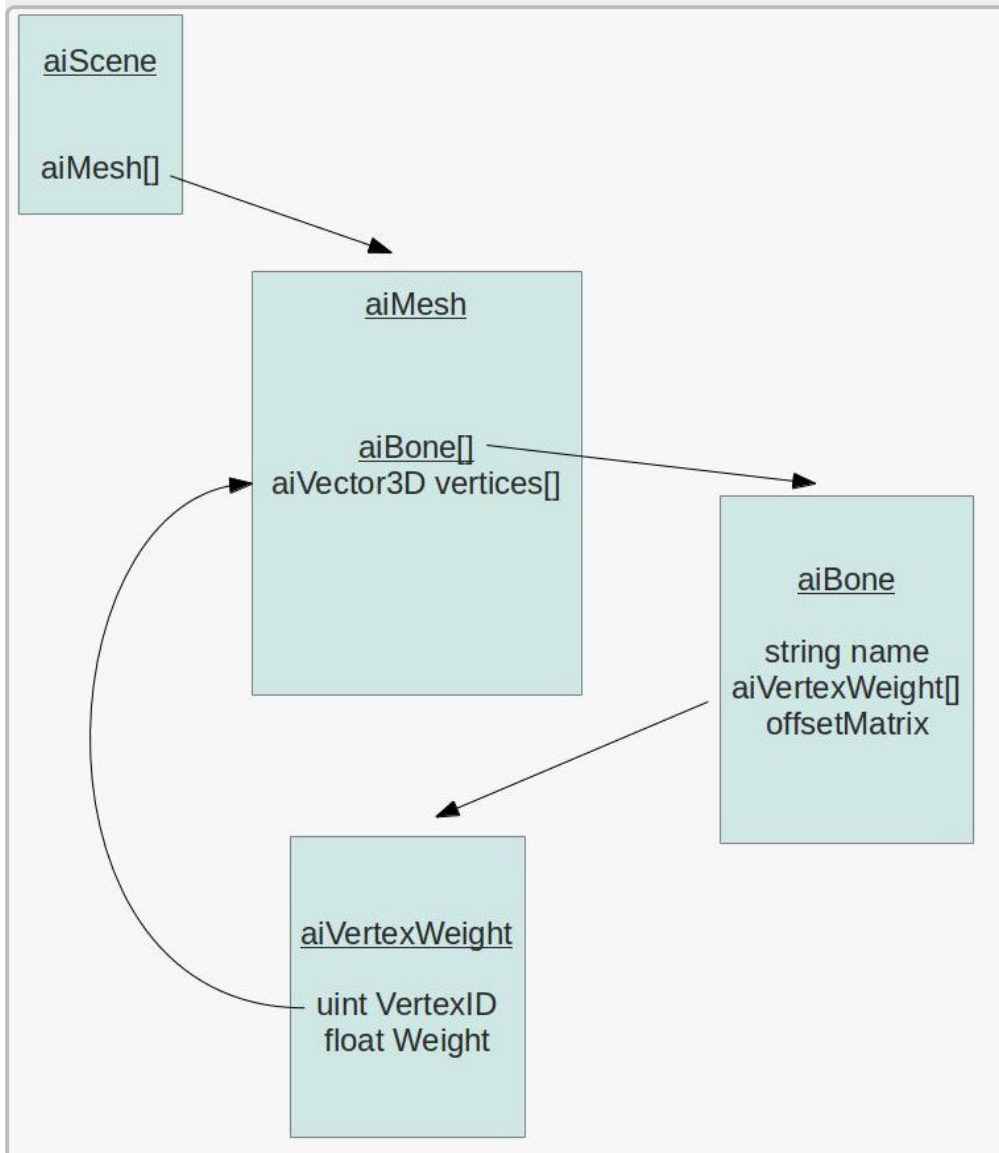 aiScene
aiMesh[]
aiMesh
aiBone[]
aiVector3D vertices[]
aiBone
string name
aiVertexWeight[]
offsetMatrix
aiVertexWeight
uint VertexID
float Weight